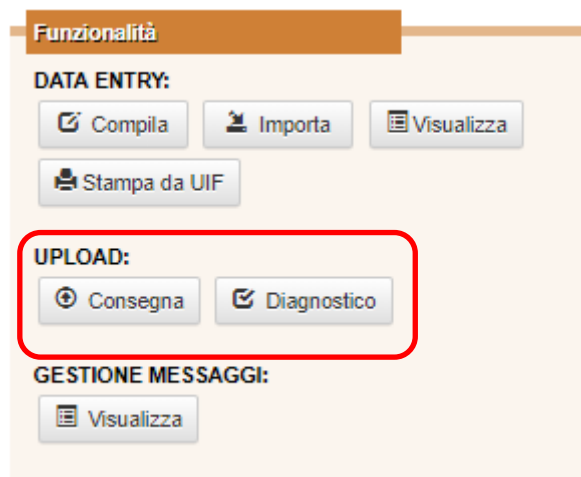 Funzionalità
DATA ENTRY:
Compila Importa Visualizza
Stampa da UIF
UPLOAD:
Consegna Diagnostico
GESTIONE MESSAGGI:
Visualizza